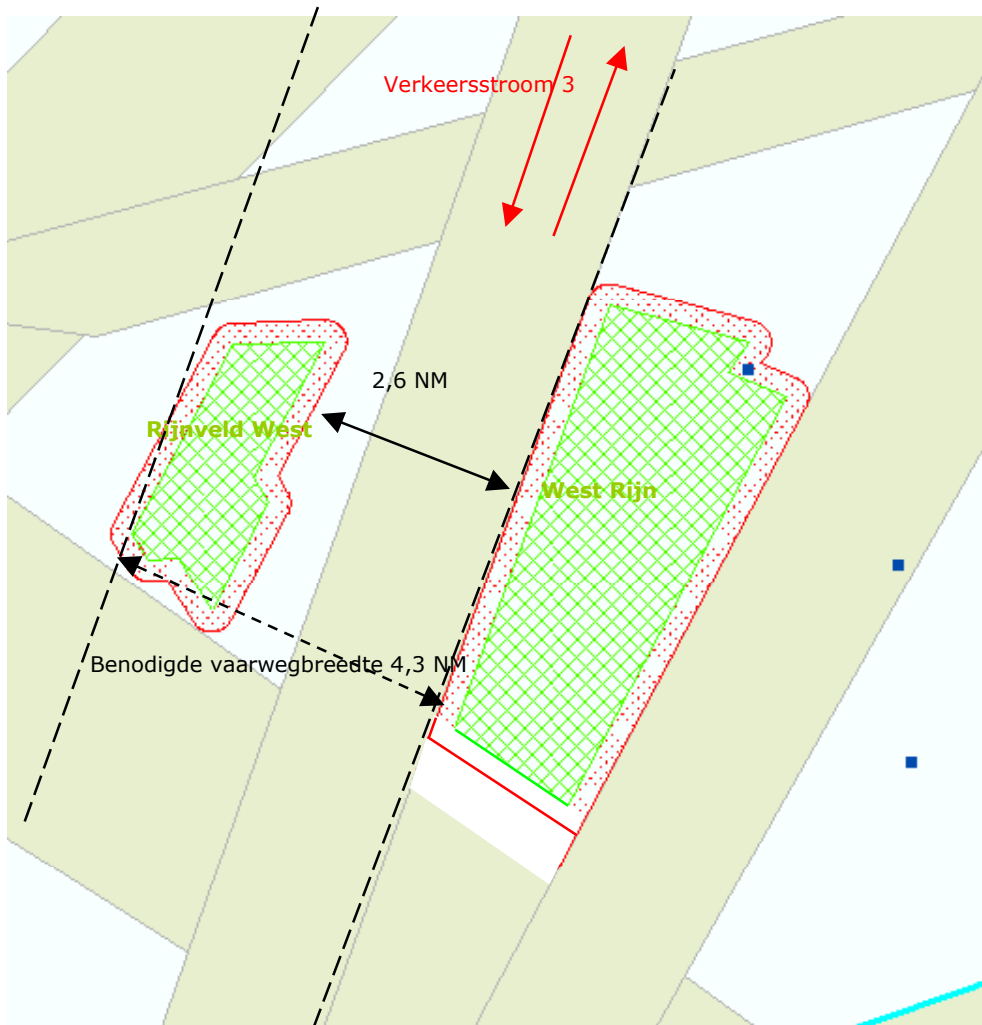 Verkeersstroom 3
2,6 NM
Rijnveld West
West Rijn
Benodigde vaarwegbreedte 4,3 NM